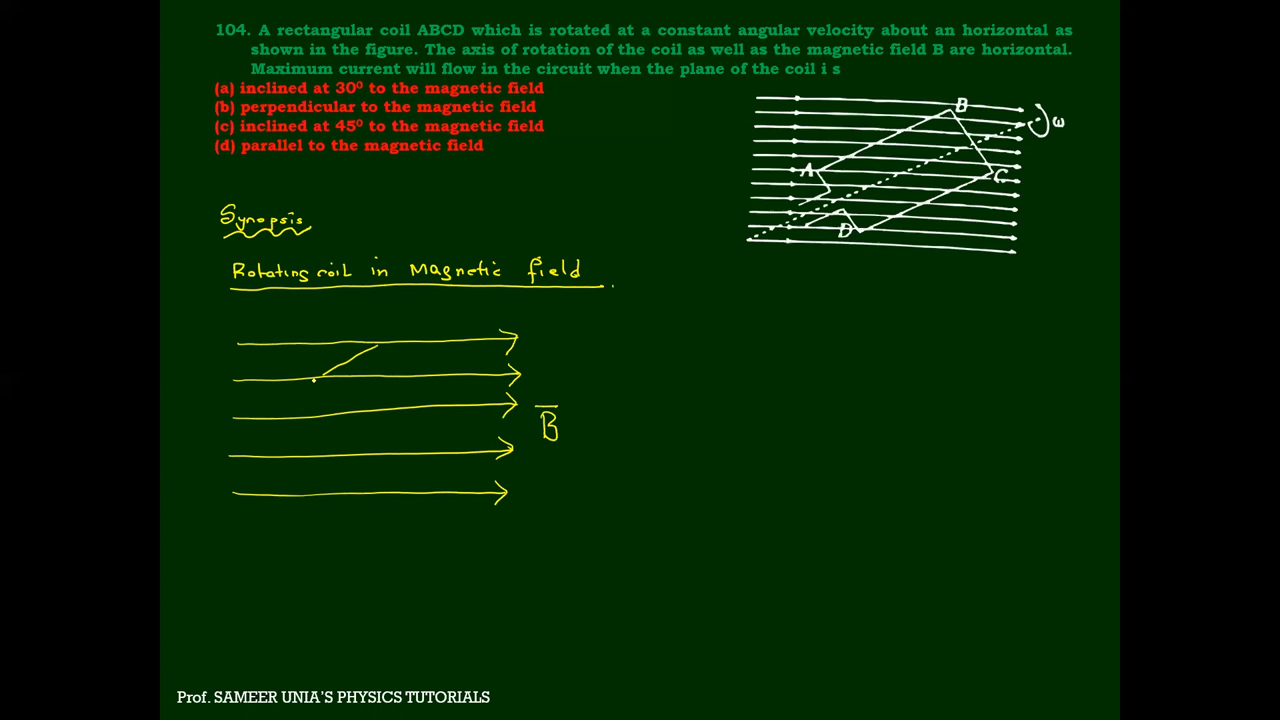 104. A rectangular coil ABCD which is rotated at a constant angular velocity about an horizontal as
shown in the figure. The axis of rotation of the coil as well as the magnetic field B are horizontal.
Maximum current will flow in the circuit when the plane of the coil i s
(a) inclined at 30⁰ to the magnetic field
(b) perpendicular to the magnetic field
(c) inclined at 45⁰ to the magnetic field
(d) parallel to the magnetic field
B
ω
A
C
D
Synopsis
Rotating coil in Magnetic field
B̅
Prof. SAMEER UNIA'S PHYSICS TUTORIALS